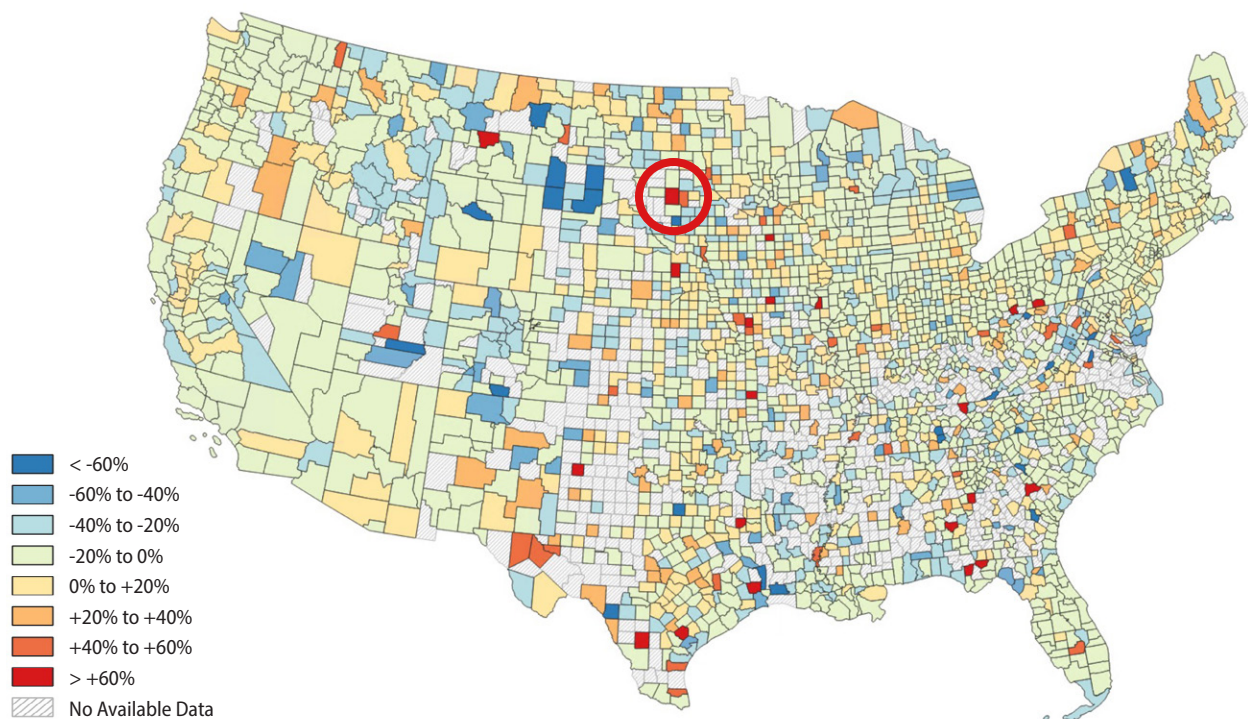 < -60%
-60% to -40%
-40% to -20%
-20% to 0%
0% to +20%
+20% to +40%
+40% to +60%
> +60%
No Available Data